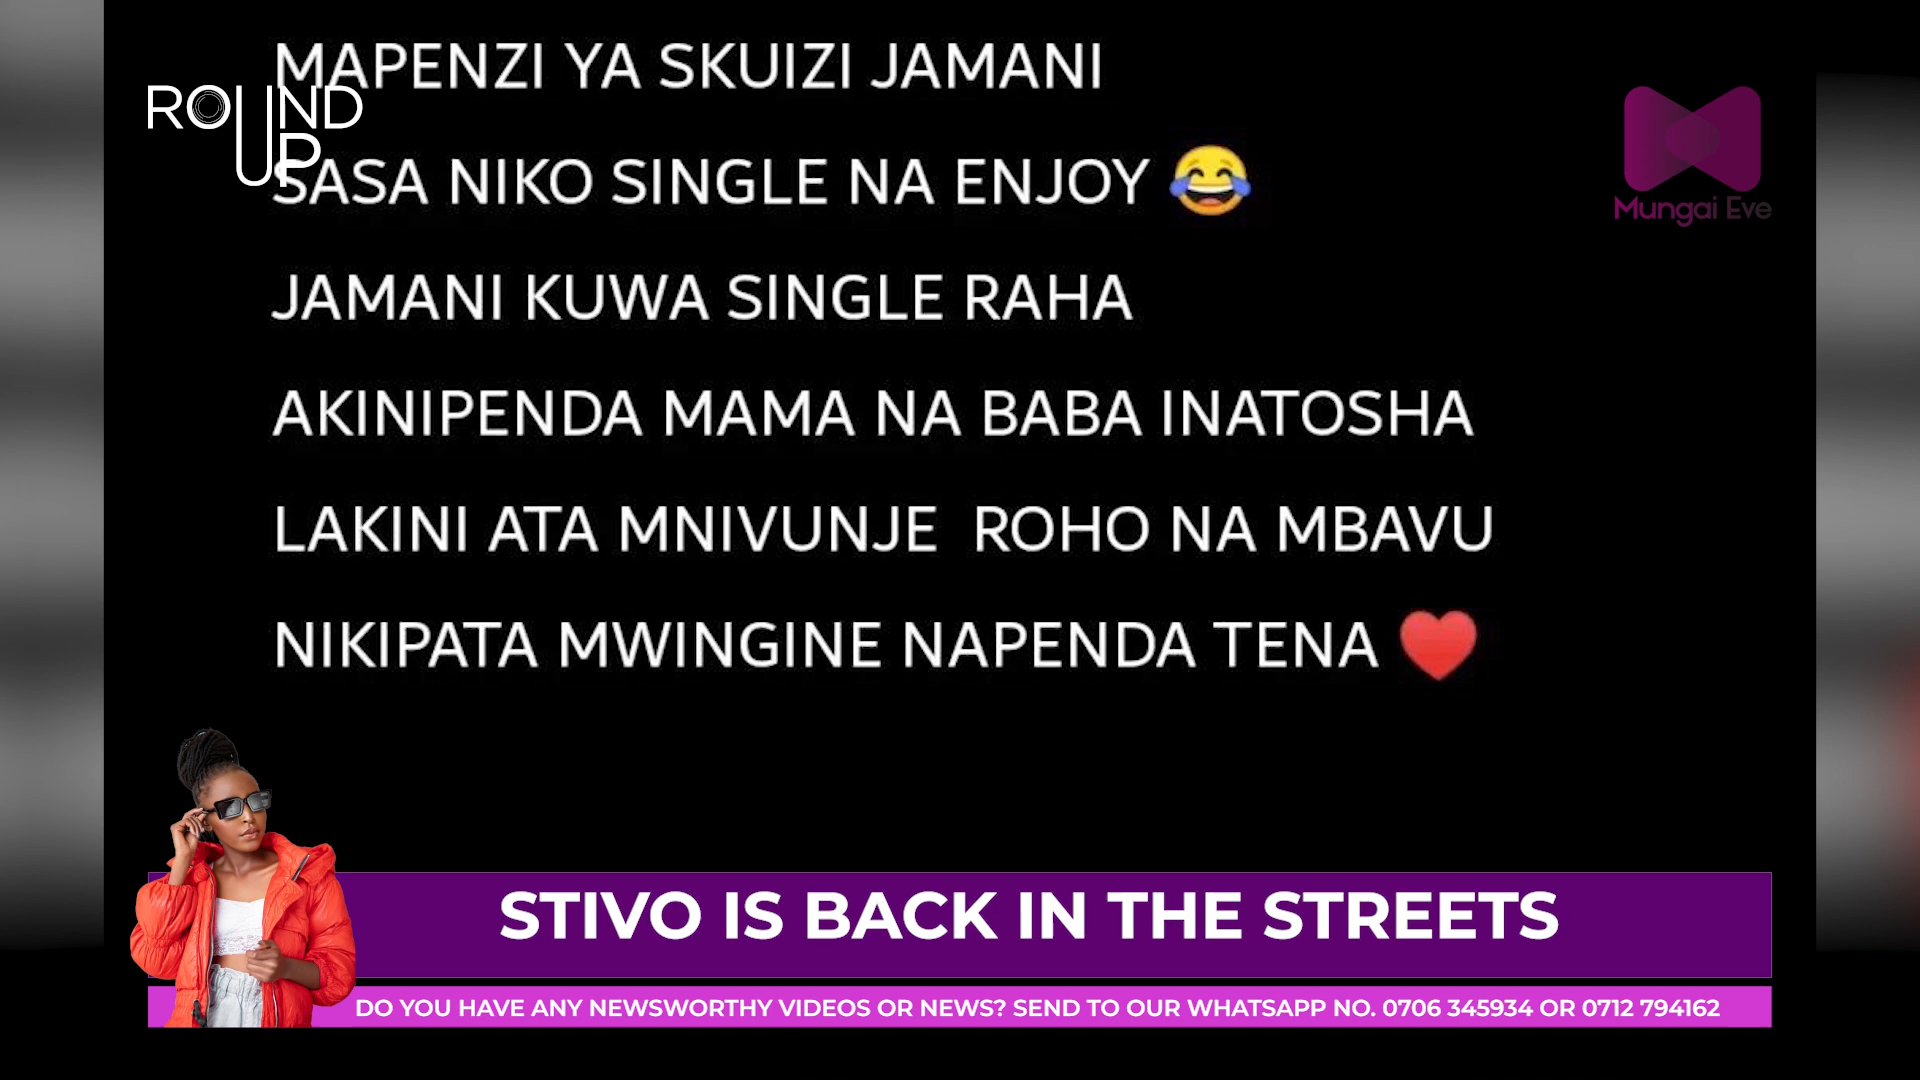 MAPENZI YA SKUIZI JAMANI
ROUND
UP
Mungai Eve
SASA NIKO SINGLE NA ENJOY 😂
JAMANI KUWA SINGLE RAHA
AKINIPENDA MAMA NA BABA INATOSHA
LAKINI ATA MNIVUNJE ROHO NA MBAVU
NIKIPATA MWINGINE NAPENDA TENA ❤️
STIVO IS BACK IN THE STREETS
DO YOU HAVE ANY NEWSWORTHY VIDEOS OR NEWS? SEND TO OUR WHATSAPP NO. 0706 345934 OR 0712 794162